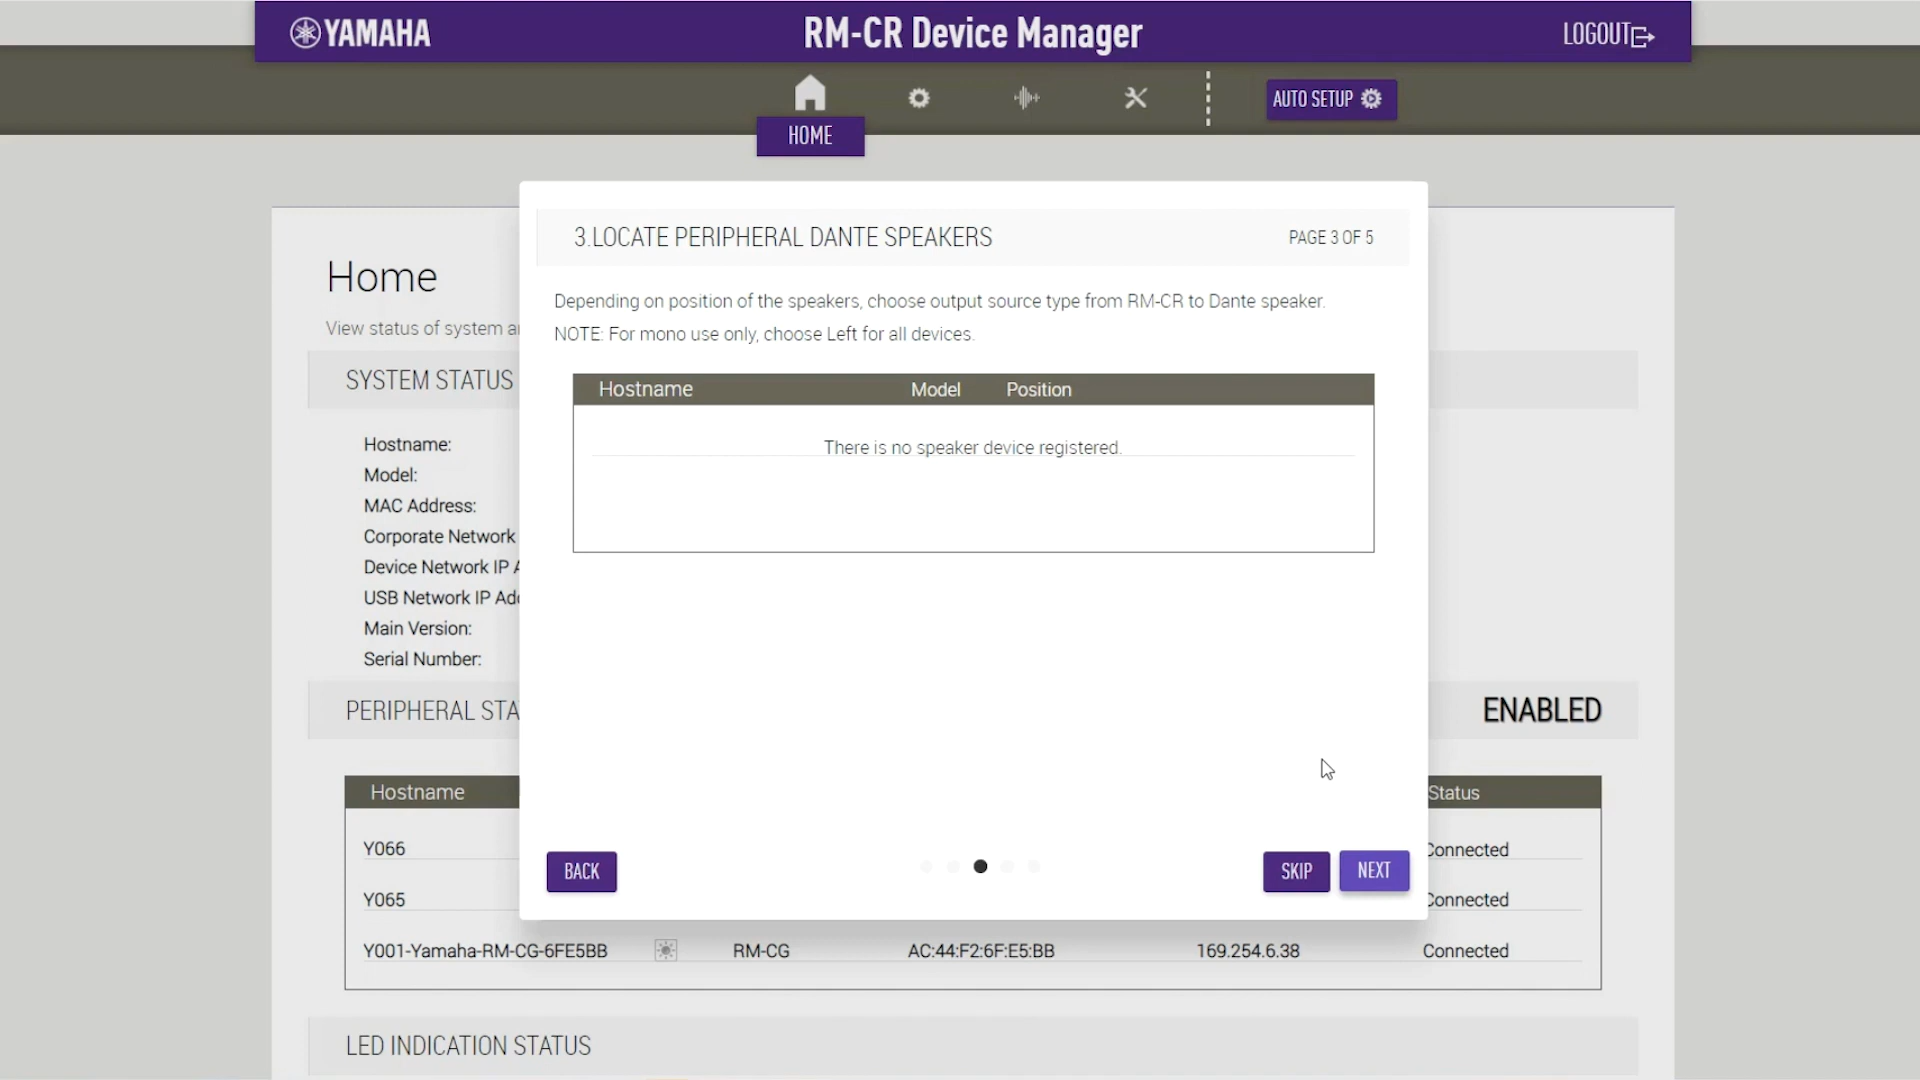 YAMAHA
RM-CR Device Manager
LOGOUT
AUTO SETUP
HOME
3.LOCATE PERIPHERAL DANTE SPEAKERS
PAGE 3 OF 5
Home
Depending on position of the speakers, choose output source type from RM-CR to Dante speaker.
View status of system a
NOTE: For mono use only, choose Left for all devices.
SYSTEM STATUS
Hostname Model Position
There is no speaker device registered.
Hostname:
Model:
MAC Address:
Corporate Network
Device Network IP A
USB Network IP Add
Main Version:
Serial Number:
PERIPHERAL STA
ENABLED
Hostname
Status
Y066
Connected
BACK
SKIP
NEXT
Y065
Connected
Y001-Yamaha-RM-CG-6FE5BB RM-CG AC:44:F2:6F:E5:BB 169.254.6.38 Connected
LED INDICATION STATUS